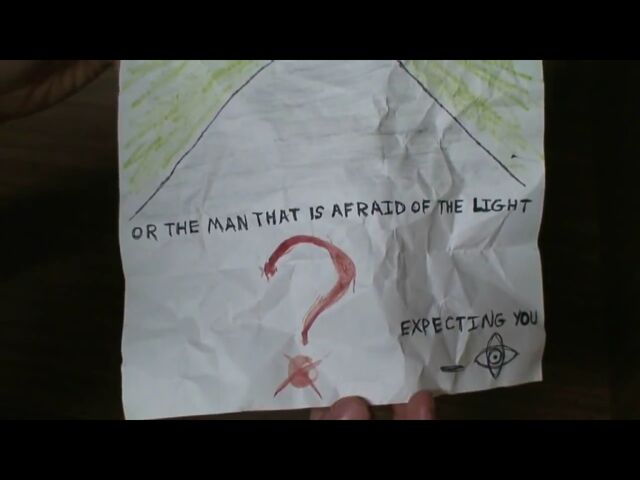 OR THE MAN THAT IS AFRAID OF THE LIGHT
?
EXPECTING YOU